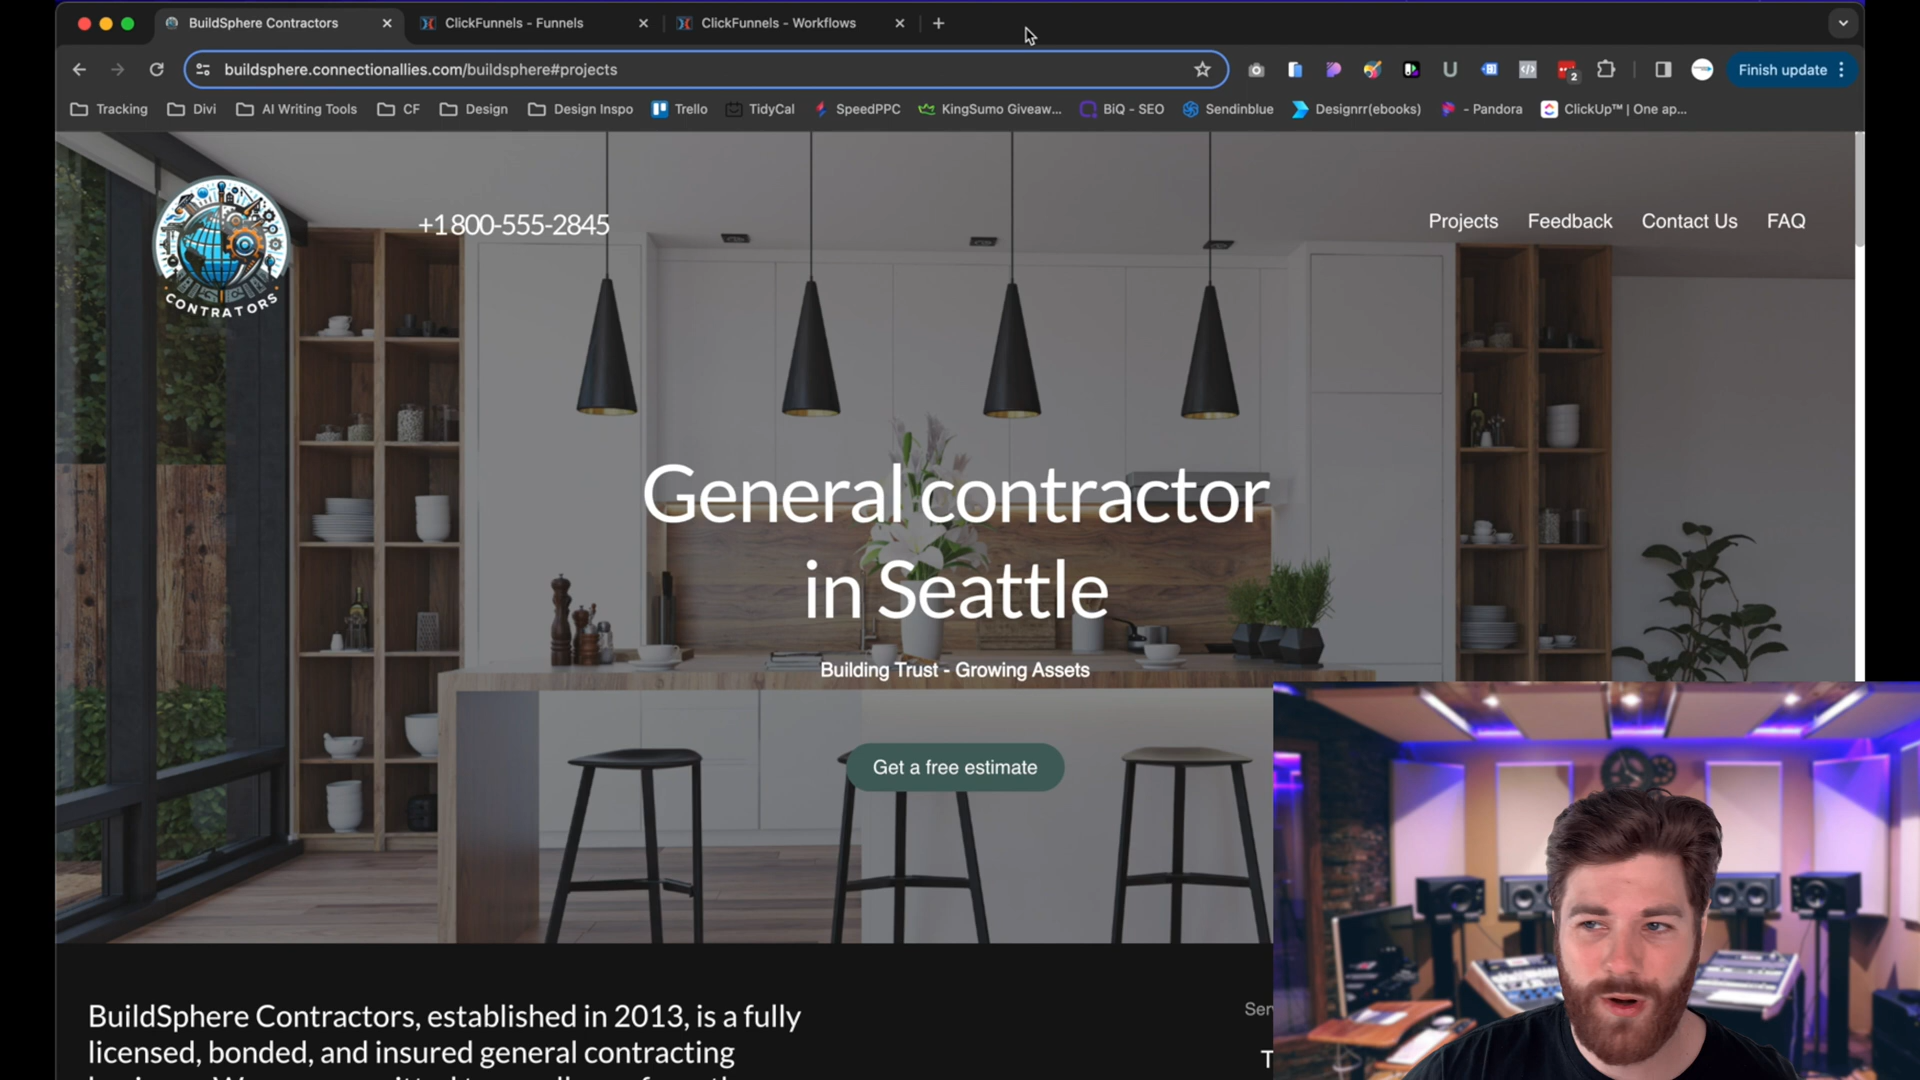 BuildSphere Contractors
ClickFunnels - Funnels
ClickFunnels - Workflows
buildsphere.connectionallies.com/buildsphere#projects
2
Finish update
Tracking
Divi
AI Writing Tools
CF
Design
Design Inspo
Trello
TidyCal
SpeedPPC
KingSumo Giveaw...
BiQ - SEO
Sendinblue
Designrr(ebooks)
- Pandora
ClickUp™ | One ap...
CONTRATORS
+1 800-555-2845
Projects
Feedback
Contact Us
FAQ
General contractor
in Seattle
Building Trust - Growing Assets
Get a free estimate
BuildSphere Contractors, established in 2013, is a fully
licensed, bonded, and insured general contracting